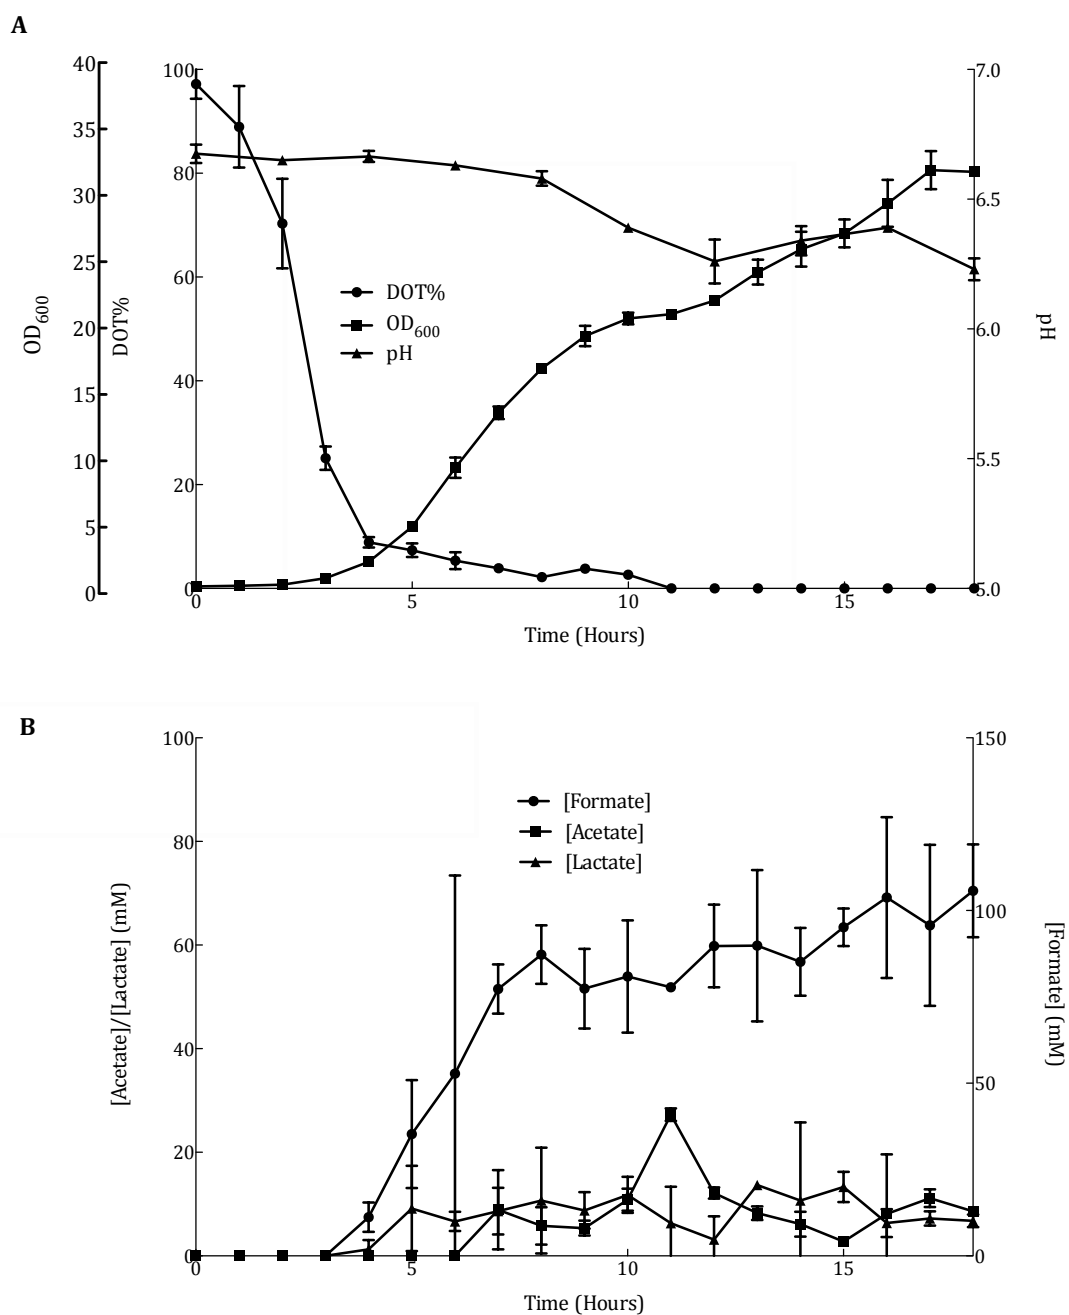 A
40
35
30
25
20
15
10
5
0
OD600
100
80
60
40
20
0
DOT%
DOT%
OD600
pH
7.0
6.5
6.0
5.5
5.0
pH
0
5
10
15
Time (Hours)
B
100
80
60
40
20
0
[Acetate]/[Lactate] (mM)
[Formate]
[Acetate]
[Lactate]
150
100
50
0
[Formate] (mM)
0
5
10
15
Time (Hours)